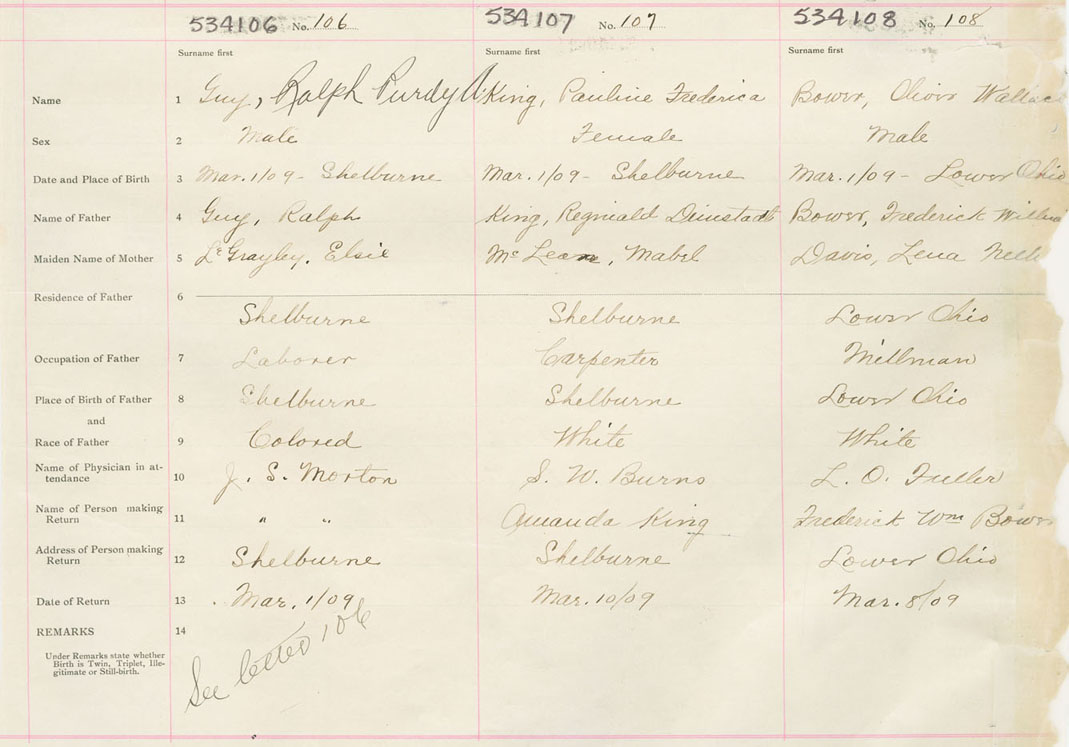 534106 No. 106 534107 No. 107 534108 No. 108
Surname first Surname first Surname first
Name 1 Guy, Ralph Purdy A King, Pauline Frederica Bower, Oliver Wallac
Sex 2 Male Female Male
Date and Place of Birth 3 Mar. 1/09 - Shelburne Mar. 1/09 - Shelburne Mar. 1/09 - Lower Ohio
Name of Father 4 Guy, Ralph King, Reginald Bower, Frederick
Maiden Name of Mother 5 Elsie McLean, Mabel Davis, Lena Nell
Residence of Father 6
Shelburne Shelburne Lower Ohio
Occupation of Father 7 Laborer Carpenter Millman
Place of Birth of Father 8 Shelburne Shelburne Lower Ohio
and
Race of Father 9 Colored White White
Name of Physician in at-
tendance 10 J. S. Morton S. W. Burns L. O. Fuller
Name of Person making
Return 11 " " Amanda King Frederick Wm Bower
Address of Person making
Return 12 Shelburne Shelburne Lower Ohio
Date of Return 13 Mar. 1/09 Mar. 10/09 Mar. 8/09
REMARKS 14
Under Remarks state whether
Birth is Twin, Triplet, Ille-
gitimate or Still-birth.
See letter 106